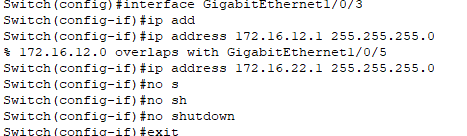 Switch(config)#interface GigabitEthernet1/0/3
Switch(config-if)#ip add
Switch(config-if)#ip address 172.16.12.1 255.255.255.0
% 172.16.12.0 overlaps with GigabitEthernet1/0/5
Switch(config-if)#ip address 172.16.22.1 255.255.255.0
Switch(config-if)#no s
Switch(config-if)#no sh
Switch(config-if)#no shutdown
Switch(config-if)#exit